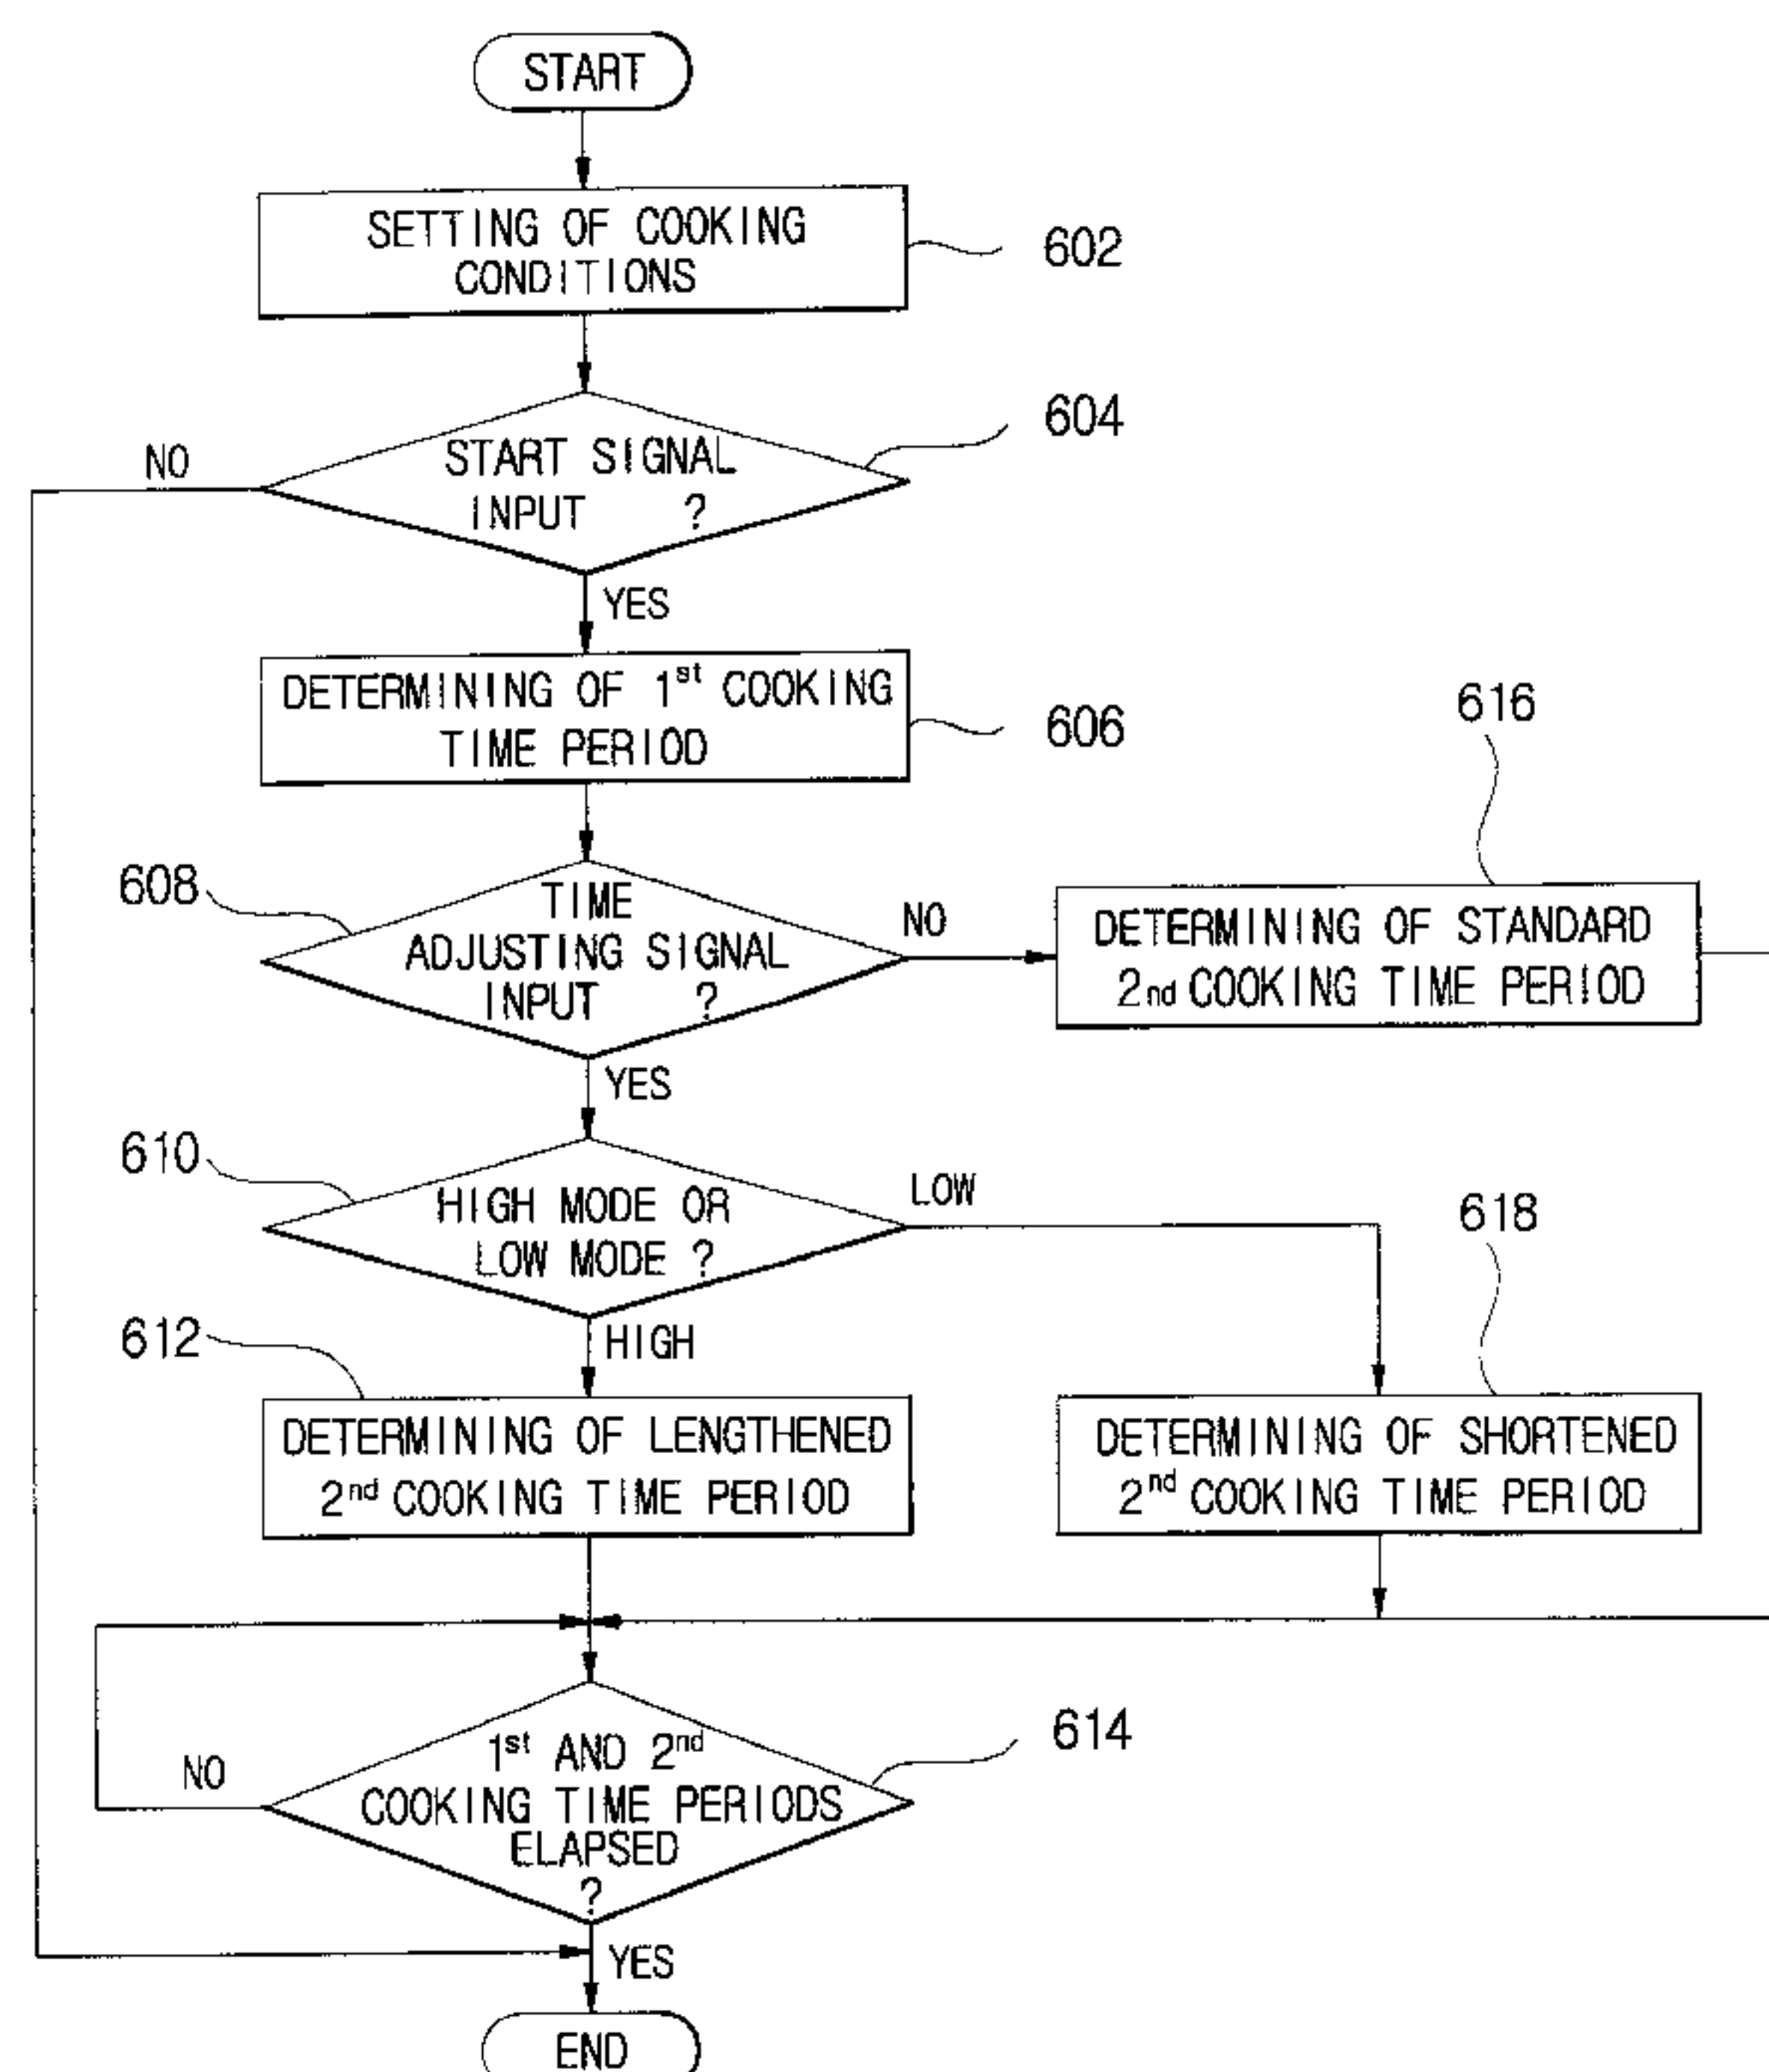 START
SETTING OF COOKING
CONDITIONS
602
604
START SIGNAL
INPUT ?
NO
YES
DETERMINING OF 1st COOKING
TIME PERIOD
606
616
608
TIME
ADJUSTING SIGNAL
INPUT ?
NO
DETERMINING OF STANDARD
2nd COOKING TIME PERIOD
YES
610
HIGH MODE OR
LOW MODE ?
LOW
618
612
HIGH
DETERMINING OF LENGTHENED
2nd COOKING TIME PERIOD
DETERMINING OF SHORTENED
2nd COOKING TIME PERIOD
614
1st AND 2nd
COOKING TIME PERIODS
ELAPSED
?
NO
YES
END